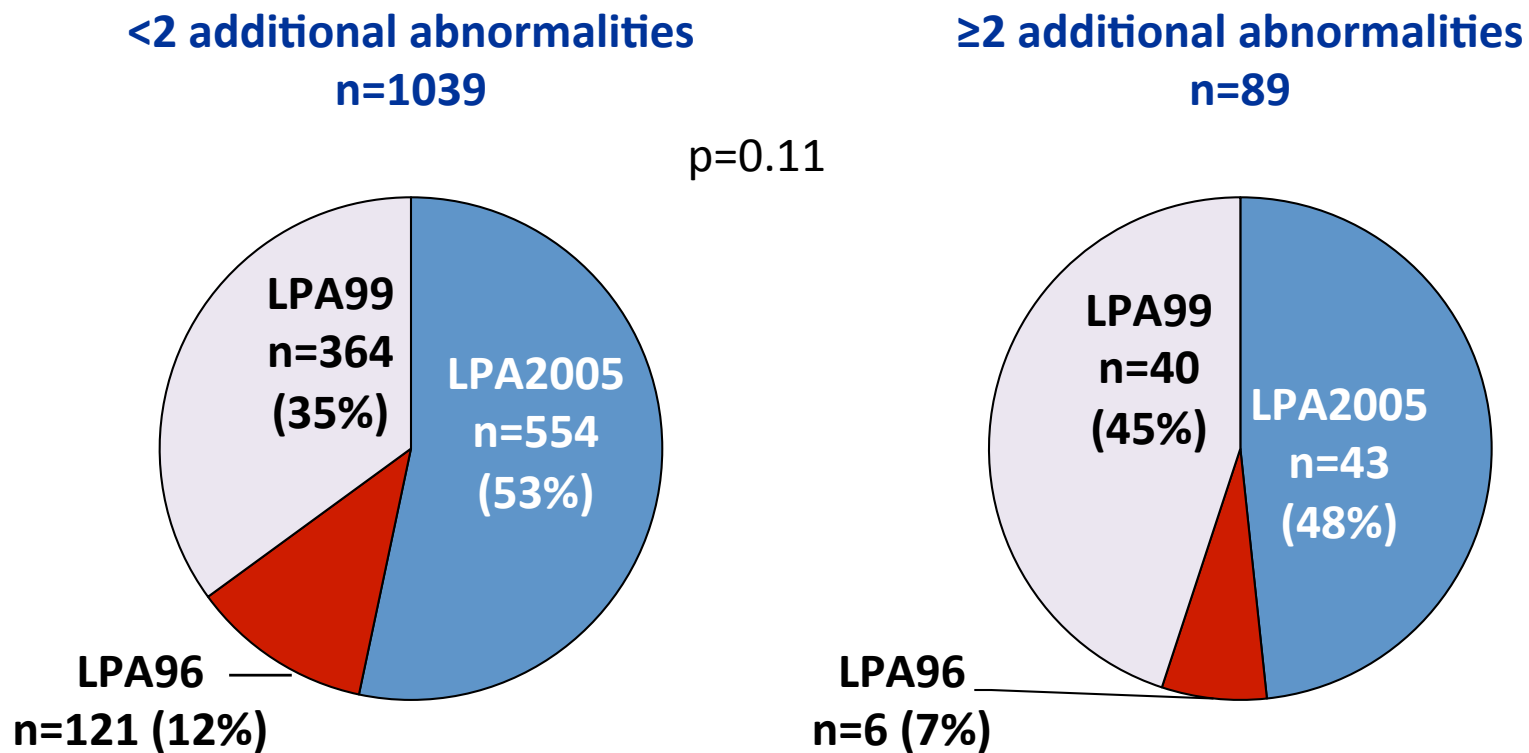 <2 additional abnormalities
n=1039
≥2 additional abnormalities
n=89
p=0.11
LPA99
n=364
(35%)
LPA2005
n=554
(53%)
LPA96
n=121 (12%)
LPA99
n=40
(45%)
LPA2005
n=43
(48%)
LPA96
n=6 (7%)